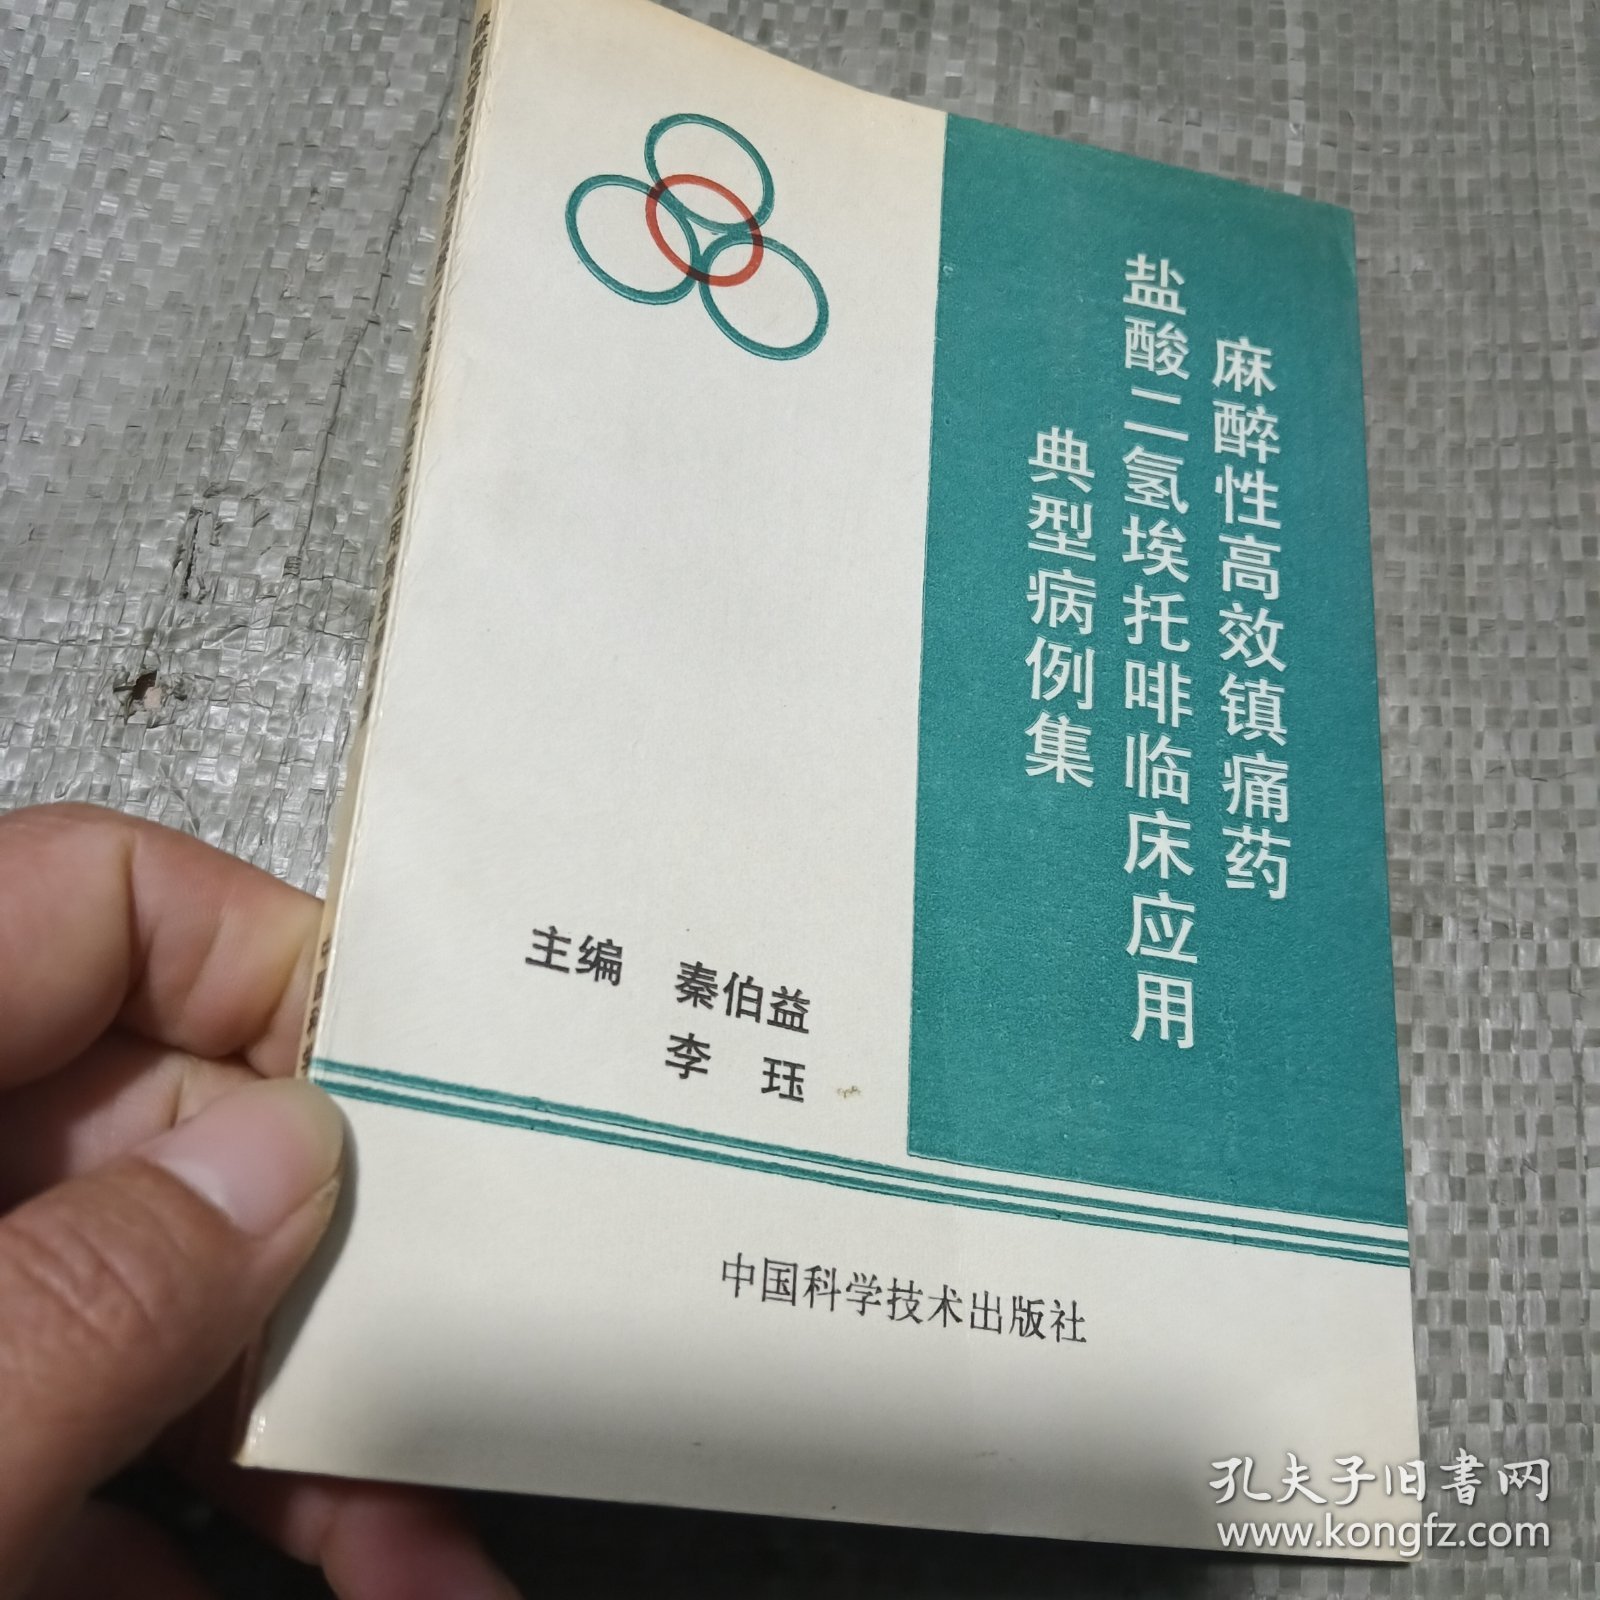 麻醉性高效镇痛药
盐酸二氢埃托啡临床应用
典型病例集
主编 秦伯益
李 珏
中国科学技术出版社
孔夫子旧书网
www.kongfz.com